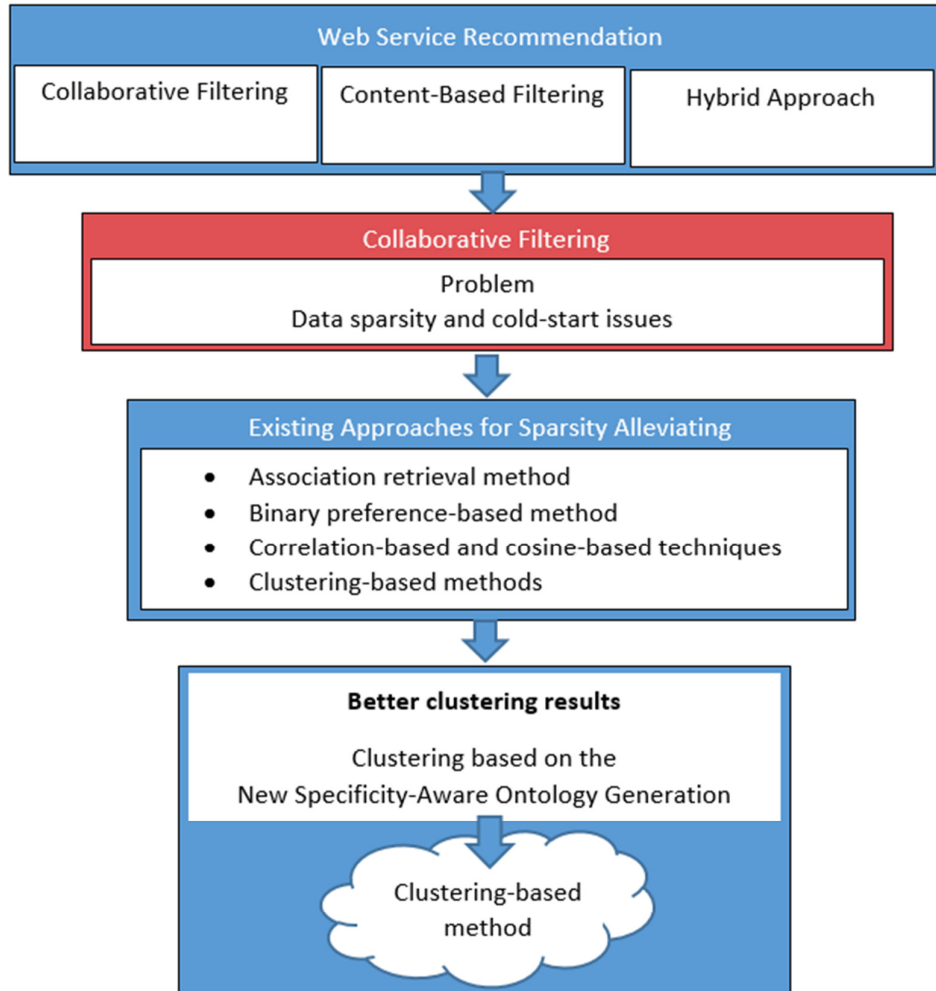 Web Service Recommendation
Collaborative Filtering
Content-Based Filtering
Hybrid Approach
Collaborative Filtering
Problem
Data sparsity and cold-start issues
Existing Approaches for Sparsity Alleviating
• Association retrieval method
• Binary preference-based method
• Correlation-based and cosine-based techniques
• Clustering-based methods
Better clustering results
Clustering based on the
New Specificity-Aware Ontology Generation
Clustering-based
method